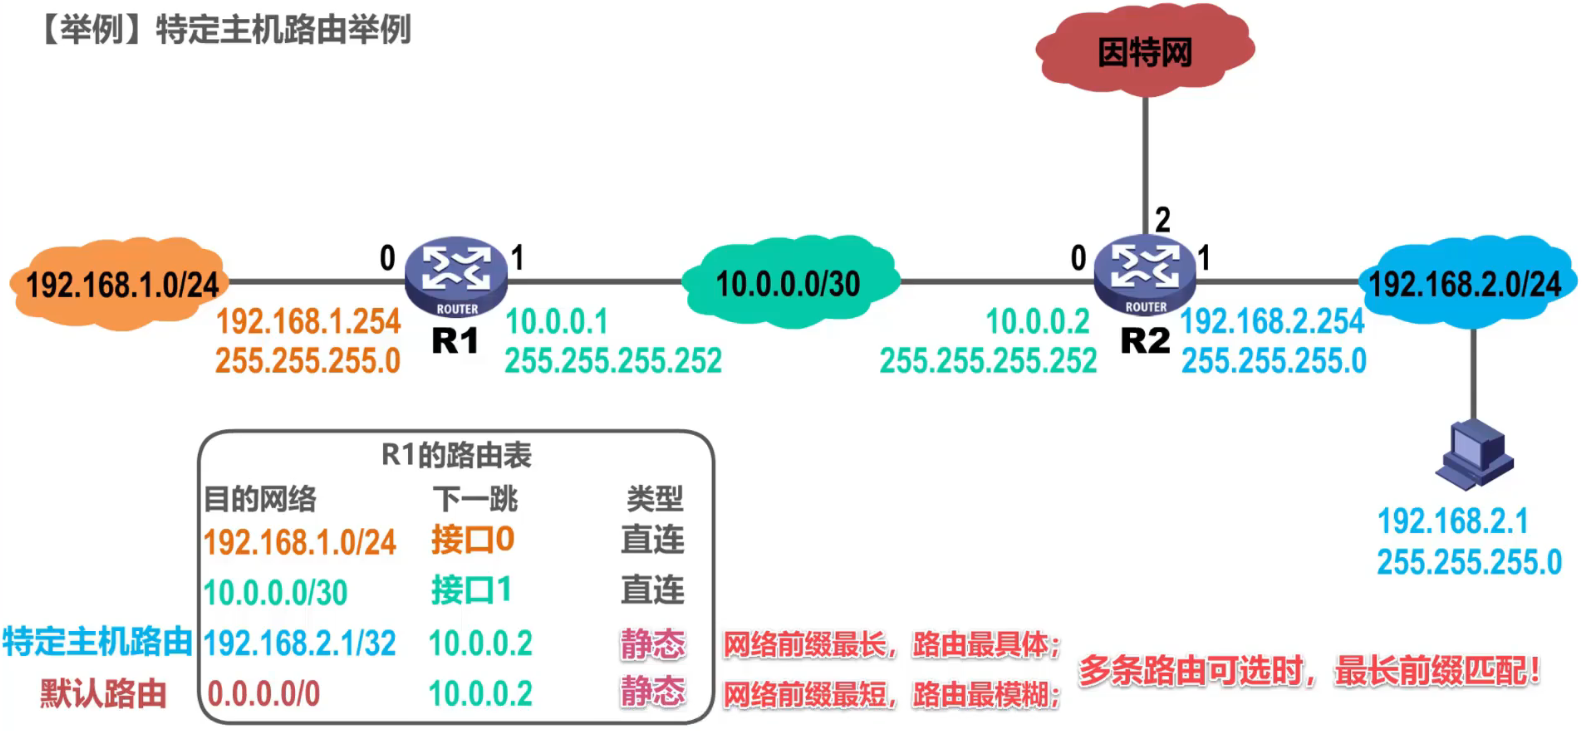 【举例】特定主机路由举例
因特网
2
0
1
0
1
192.168.1.0/24
10.0.0.0/30
192.168.2.0/24
ROUTER
ROUTER
192.168.1.254
255.255.255.0
R1
10.0.0.1
255.255.255.252
10.0.0.2
255.255.255.252
R2
192.168.2.254
255.255.255.0
192.168.2.1
255.255.255.0
R1的路由表
目的网络 下一跳 类型
192.168.1.0/24 接口0 直连
10.0.0.0/30 接口1 直连
特定主机路由 192.168.2.1/32 10.0.0.2 静态 网络前缀最长，路由最具体；
默认路由 0.0.0.0/0 10.0.0.2 静态 网络前缀最短，路由最模糊；
多条路由可选时，最长前缀匹配！